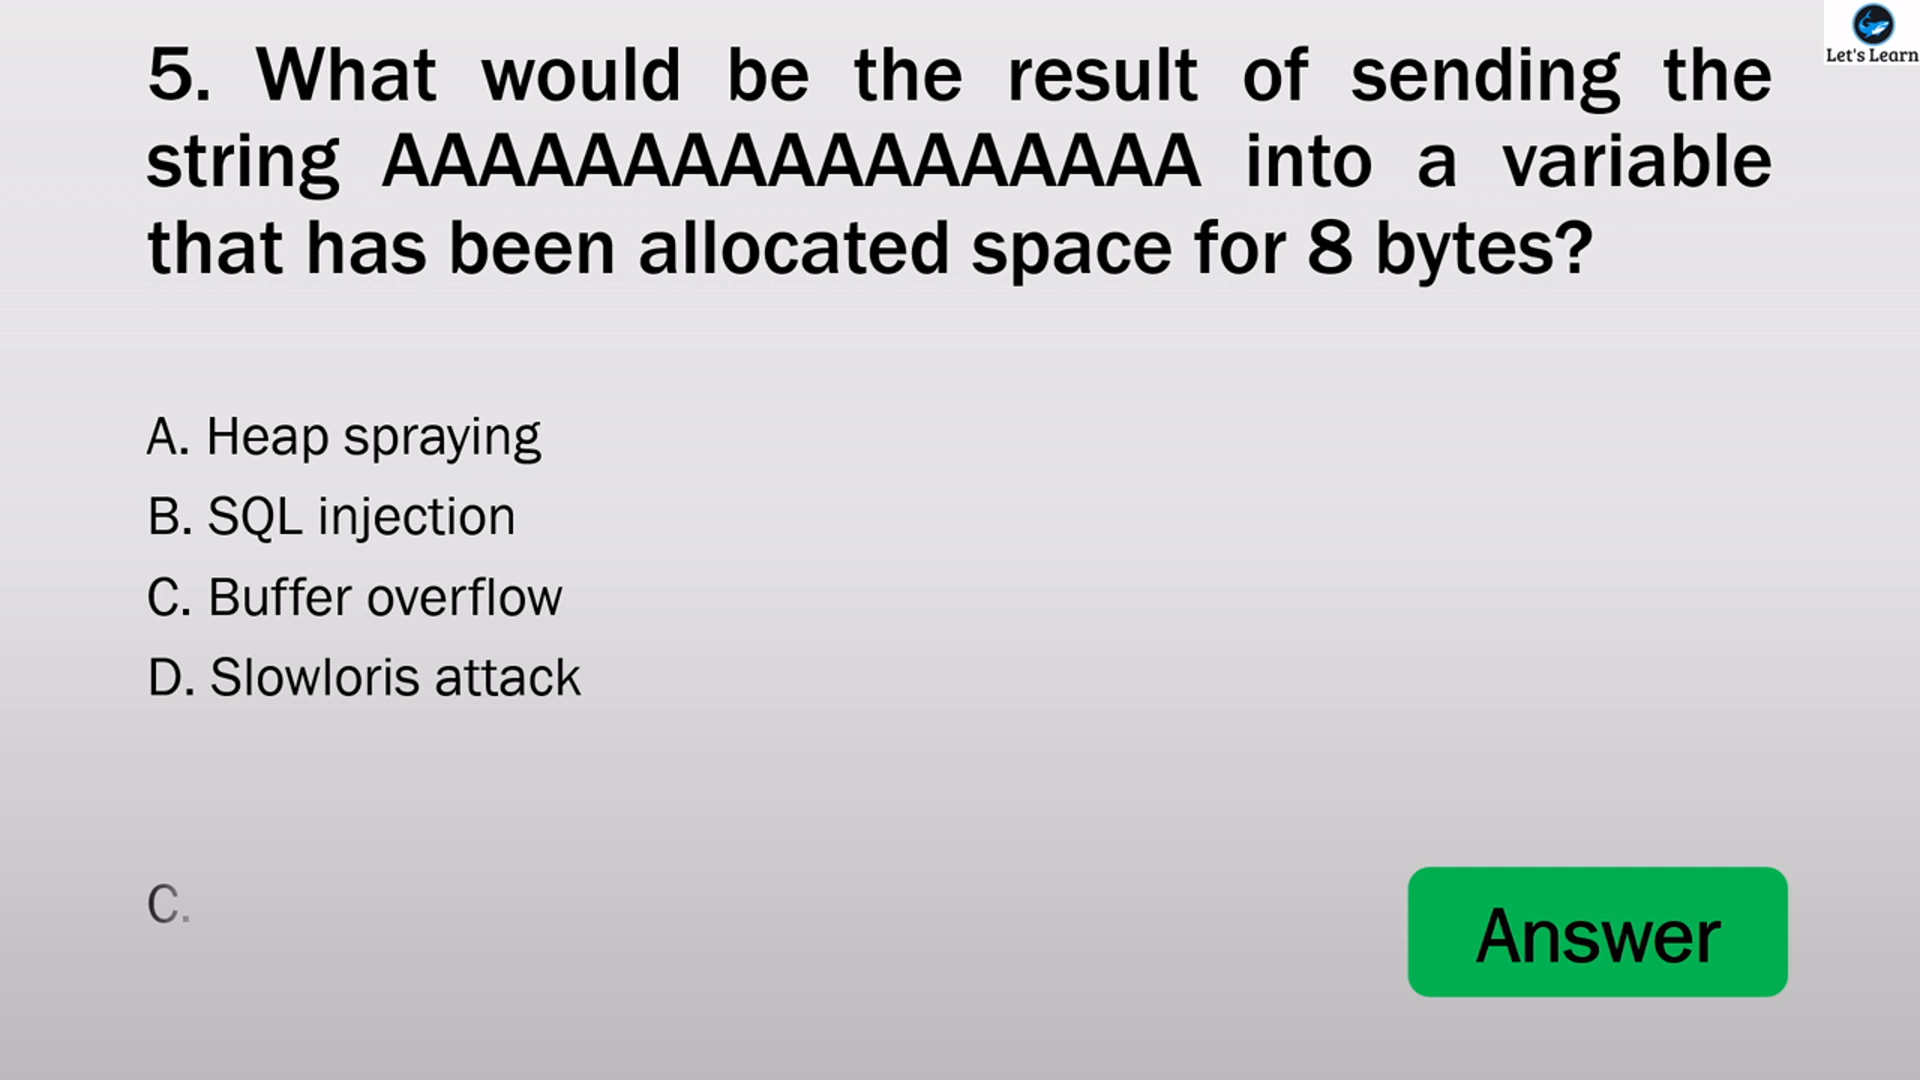 Let's Learn
5. What would be the result of sending the
string AAAAAAAAAAAAAAAAA into a variable
that has been allocated space for 8 bytes?
A. Heap spraying
B. SQL injection
C. Buffer overflow
D. Slowloris attack
C.
Answer